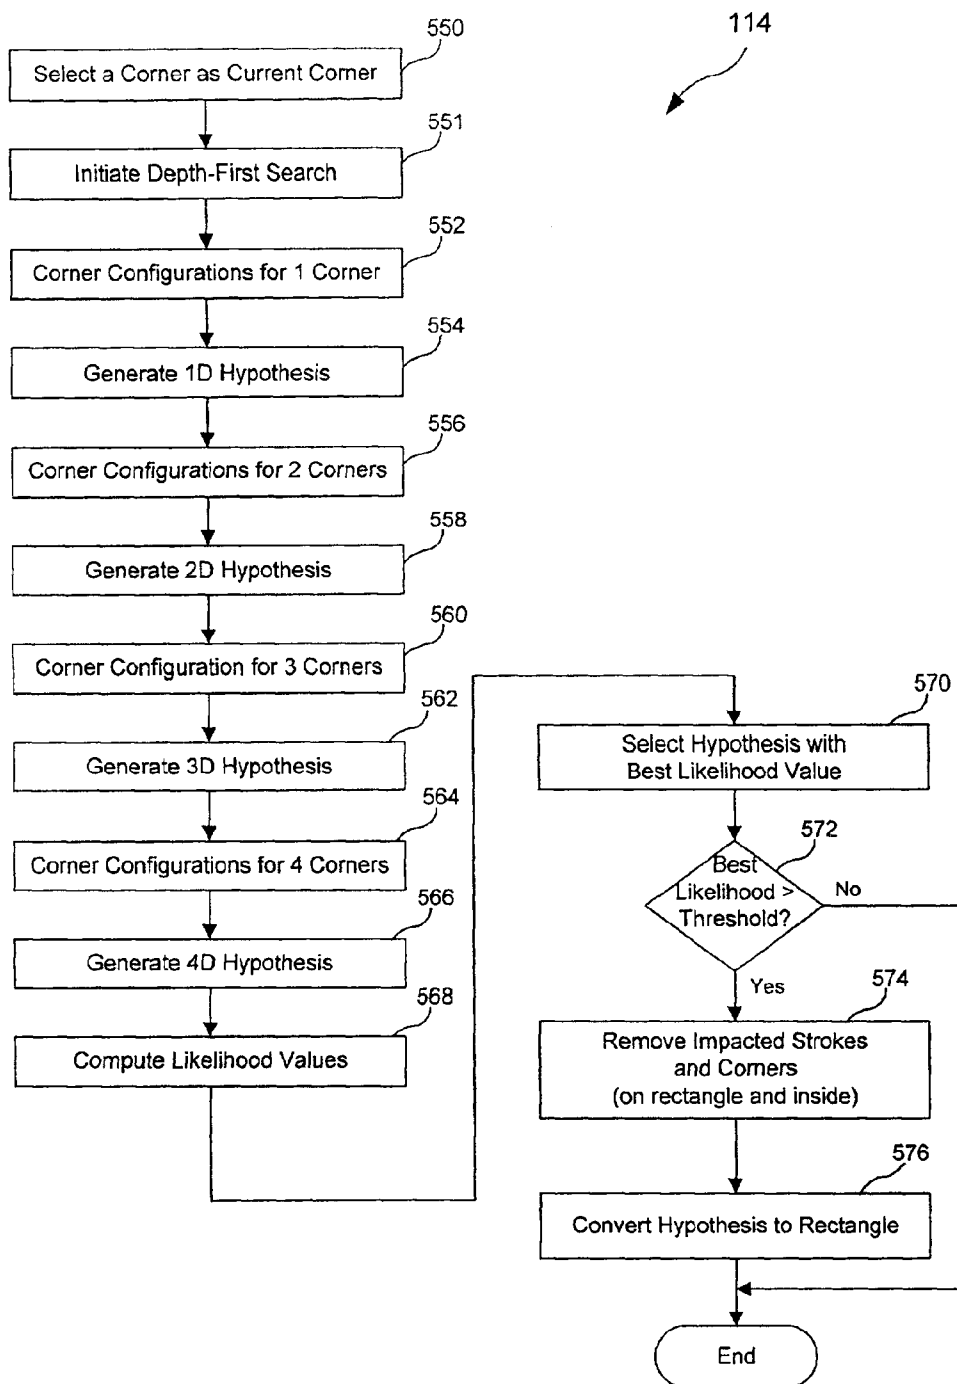 114
550
Select a Corner as Current Corner
551
Initiate Depth-First Search
552
Corner Configurations for 1 Corner
554
Generate 1D Hypothesis
556
Corner Configurations for 2 Corners
558
Generate 2D Hypothesis
560
Corner Configuration for 3 Corners
562
Generate 3D Hypothesis
564
Corner Configurations for 4 Corners
566
Generate 4D Hypothesis
568
Compute Likelihood Values
570
Select Hypothesis with
Best Likelihood Value
572
Best
Likelihood >
Threshold?
No
Yes
574
Remove Impacted Strokes
and Corners
(on rectangle and inside)
576
Convert Hypothesis to Rectangle
End